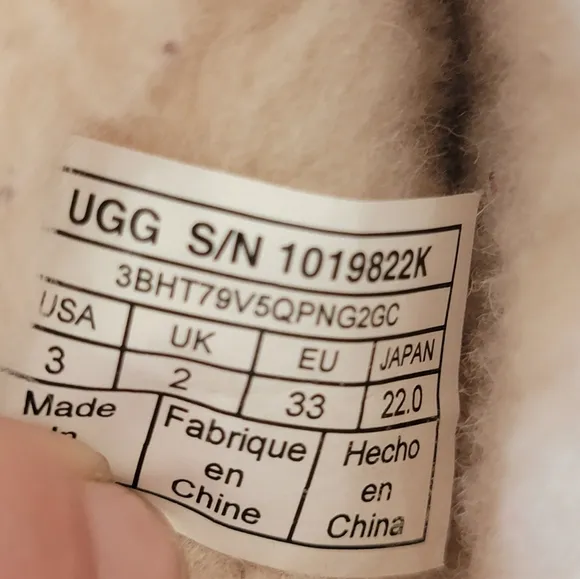 UGG S/N 1019822K
3BHT79V5QPNG2GC
USA UK EU JAPAN
3 2 33 22.0
Made in Fabrique en Chine Hecho en China